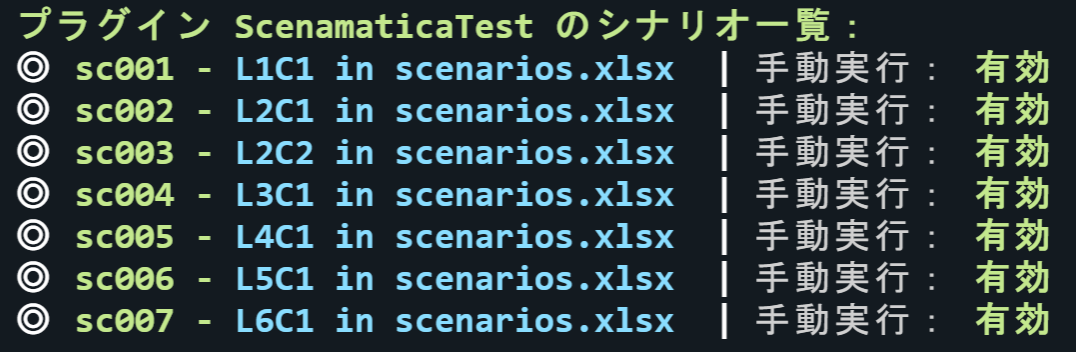 プラグイン ScenamaticaTest のシナリオ一覧：
◎ sc001 - L1C1 in scenarios.xlsx | 手動実行： 有効
◎ sc002 - L2C1 in scenarios.xlsx | 手動実行： 有効
◎ sc003 - L2C2 in scenarios.xlsx | 手動実行： 有効
◎ sc004 - L3C1 in scenarios.xlsx | 手動実行： 有効
◎ sc005 - L4C1 in scenarios.xlsx | 手動実行： 有効
◎ sc006 - L5C1 in scenarios.xlsx | 手動実行： 有効
◎ sc007 - L6C1 in scenarios.xlsx | 手動実行： 有効